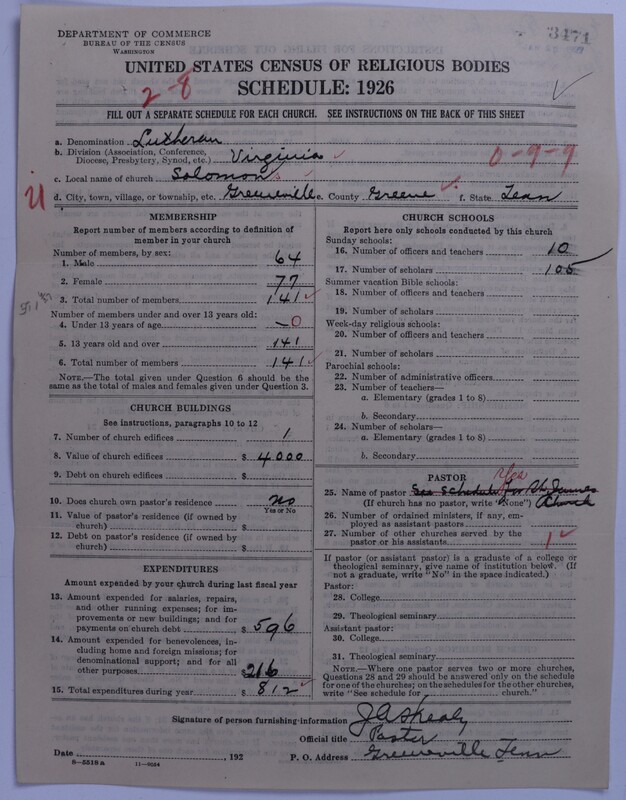 DEPARTMENT OF COMMERCE
BUREAU OF THE CENSUS
WASHINGTON
3471
UNITED STATES CENSUS OF RELIGIOUS BODIES
SCHEDULE: 1926
2-8
FILL OUT A SEPARATE SCHEDULE FOR EACH CHURCH. SEE INSTRUCTIONS ON THE BACK OF THIS SHEET
a. Denomination Lutheran
b. Division (Association, Conference, Diocese, Presbytery, Synod, etc.) Virginia
0-9-9
c. Local name of church Solomons
U
d. City, town, village, or township, etc. Greeneville e. County Greene f. State Tenn
MEMBERSHIP
Report number of members according to definition of
member in your church
Number of members, by sex:
1. Male 64
2. Female 77
3. Total number of members 141
Number of members under and over 13 years old:
4. Under 13 years of age 0
5. 13 years old and over 141
6. Total number of members 141
NOTE.—The total given under Question 6 should be the
same as the total of males and females given under Question 3.
CHURCH BUILDINGS
See instructions, paragraphs 10 to 12
7. Number of church edifices 1
8. Value of church edifices $ 4000
9. Debt on church edifices $
10. Does church own pastor's residence no
Yes or No
11. Value of pastor's residence (if owned by
church) $
12. Debt on pastor's residence (if owned by
church) $
EXPENDITURES
Amount expended by your church during last fiscal year
13. Amount expended for salaries, repairs,
and other running expenses; for im-
provements or new buildings; and for
payments on church debt $ 596
14. Amount expended for benevolences, in-
cluding home and foreign missions; for
denominational support; and for all
other purposes 216
15. Total expenditures during year $ 812
CHURCH SCHOOLS
Report here only schools conducted by this church
Sunday schools:
16. Number of officers and teachers 10
17. Number of scholars 105
Summer vacation Bible schools:
18. Number of officers and teachers
19. Number of scholars
Week-day religious schools:
20. Number of officers and teachers
21. Number of scholars
Parochial schools:
22. Number of administrative officers
23. Number of teachers—
a. Elementary (grades 1 to 8)
b. Secondary
24. Number of scholars—
a. Elementary (grades 1 to 8)
b. Secondary
PASTOR
Yes
25. Name of pastor See Schedule for St. James
(If church has no pastor, write "None") Church
26. Number of ordained ministers, if any, em-
ployed as assistant pastors
27. Number of other churches served by the
pastor or his assistants 1
If pastor (or assistant pastor) is a graduate of a college or
theological seminary, give name of institution below. (If
not a graduate, write "No" in the space indicated.)
Pastor:
28. College
29. Theological seminary
Assistant pastor:
30. College
31. Theological seminary
NOTE.—Where one pastor serves two or more churches,
Questions 28 and 29 should be answered only on the schedule
for one of the churches; on the schedules for the other churches,
write "See schedule for church."
Signature of person furnishing information J A Shealy
Official title Pastor
Date , 192 P. O. Address Greeneville Tenn
8—5518 a 11—9054